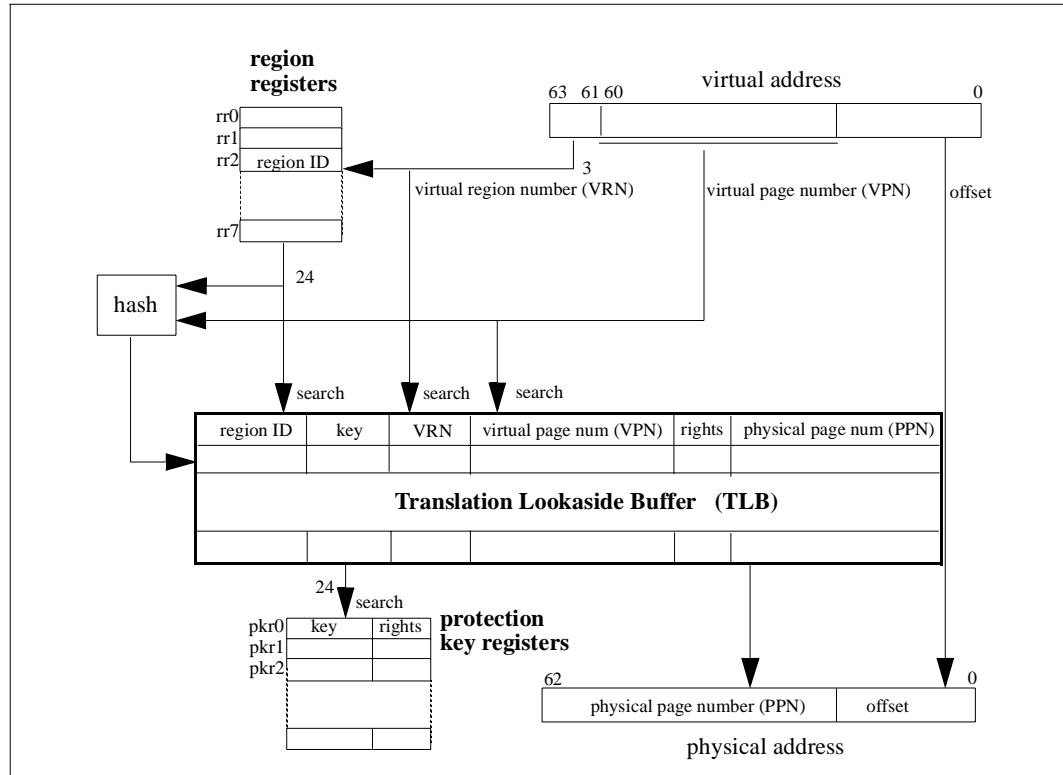 region
registers
virtual address
63
61
60
0
rr0
rr1
rr2
region ID
rr7
3
virtual region number (VRN)
virtual page number (VPN)
offset
24
hash
search
search
search
region ID
key
VRN
virtual page num (VPN)
rights
physical page num (PPN)
Translation Lookaside Buffer (TLB)
24
search
protection
key registers
pkr0
key
rights
pkr1
pkr2
62
0
physical page number (PPN)
offset
physical address